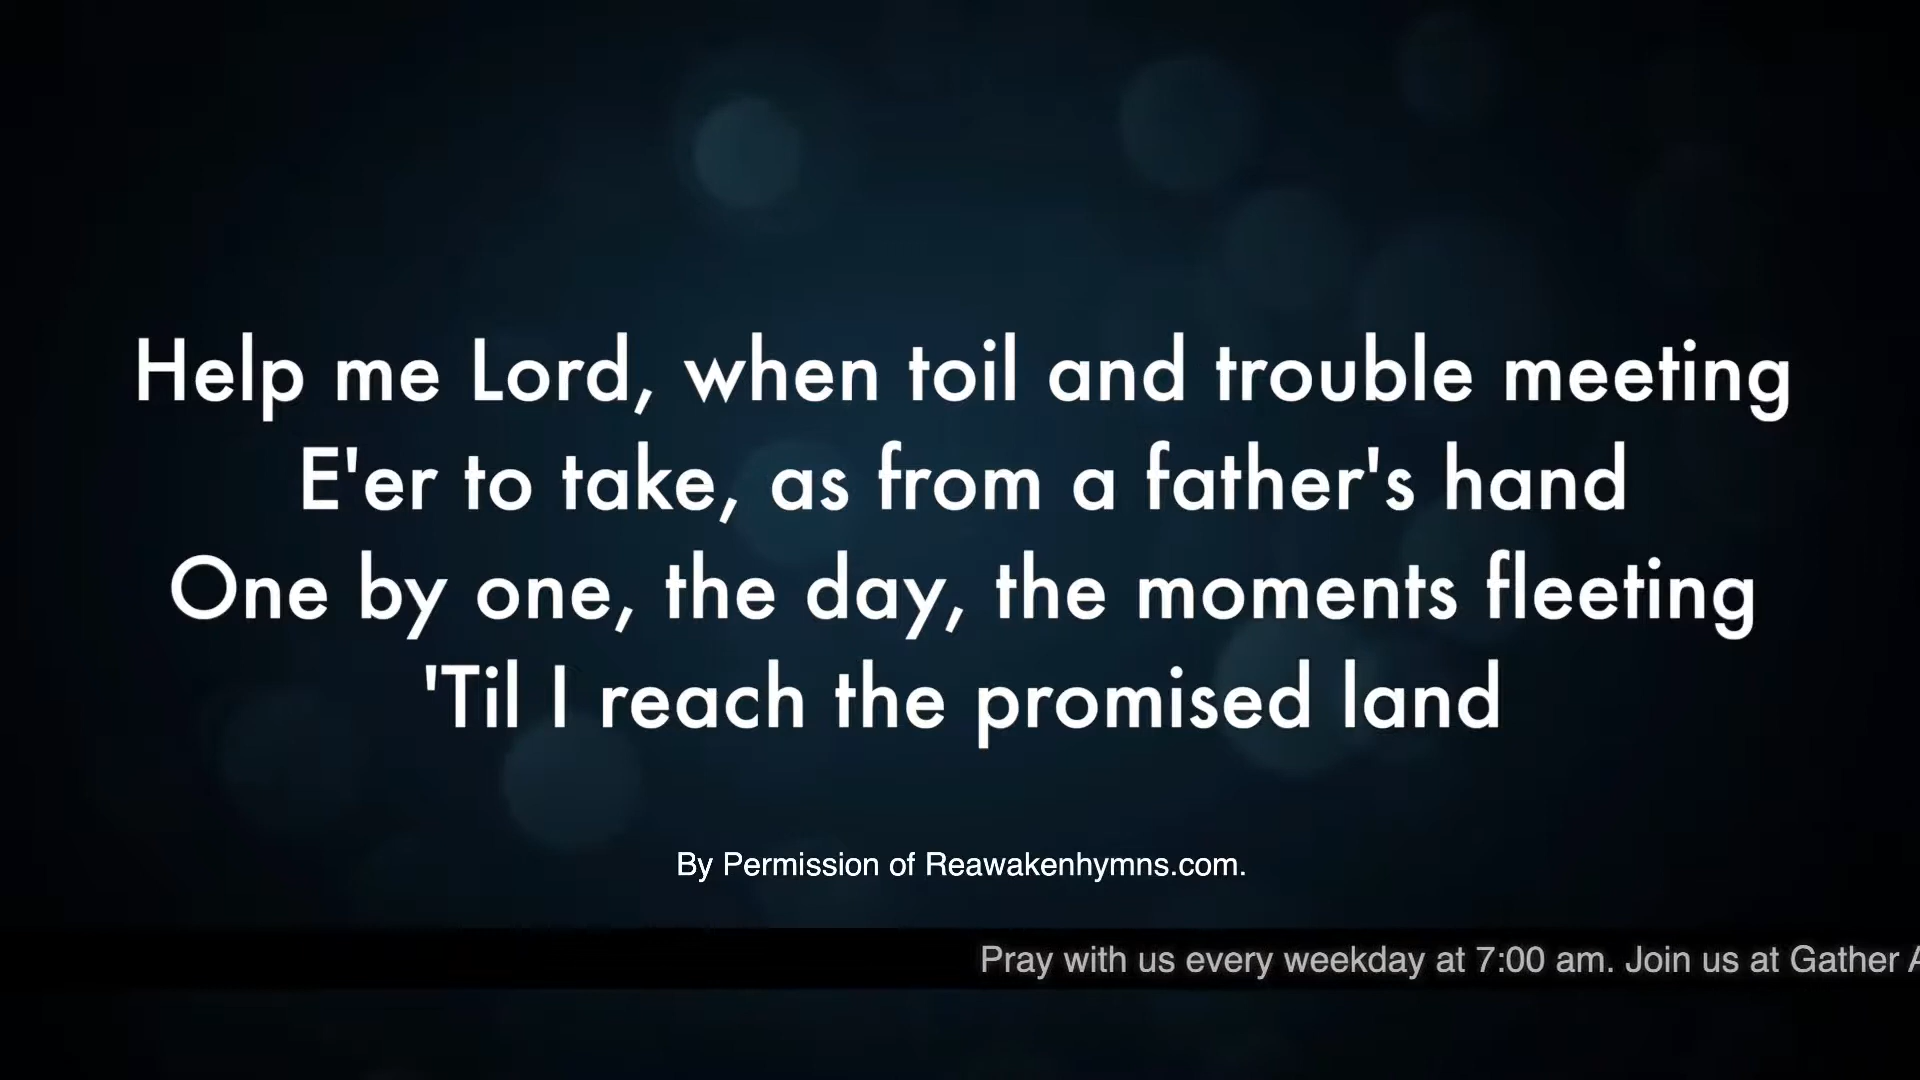 Help me Lord, when toil and trouble meeting
E'er to take, as from a father's hand
One by one, the day, the moments fleeting
'Til I reach the promised land
By Permission of Reawakenhymns.com.
Pray with us every weekday at 7:00 am. Join us at Gather